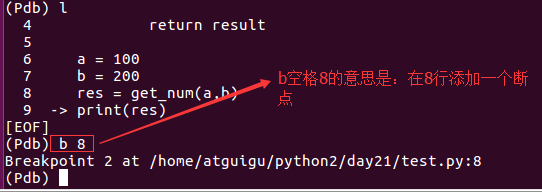 (Pdb) l
4 return result
5
6 a = 100
7 b = 200
8 res = get_num(a,b)
9 -> print(res)
[EOF]
(Pdb) b 8
Breakpoint 2 at /home/atguigu/python2/day21/test.py:8
(Pdb)
b空格8的意思是：在8行添加一个断
点